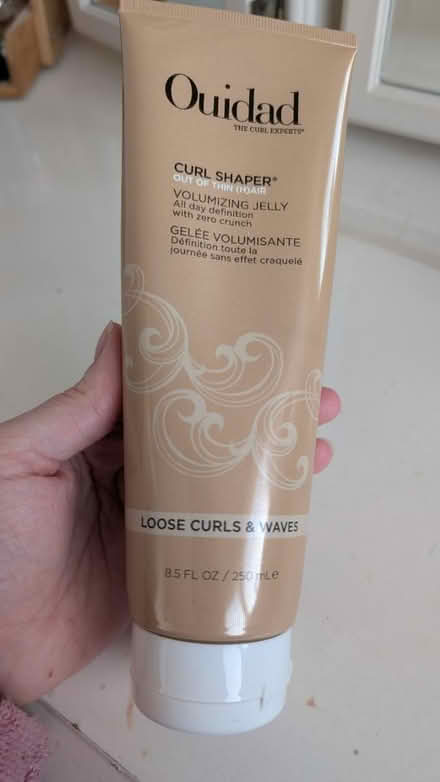 Ouidad
THE CURL EXPERTS®
CURL SHAPER®
OUT OF THIN (H)AIR
VOLUMIZING JELLY
All day definition
with zero crunch
GELÉE VOLUMISANTE
Définition toute la
journée sans effet craquelé
LOOSE CURLS & WAVES
8.5 FL OZ / 250 mL e